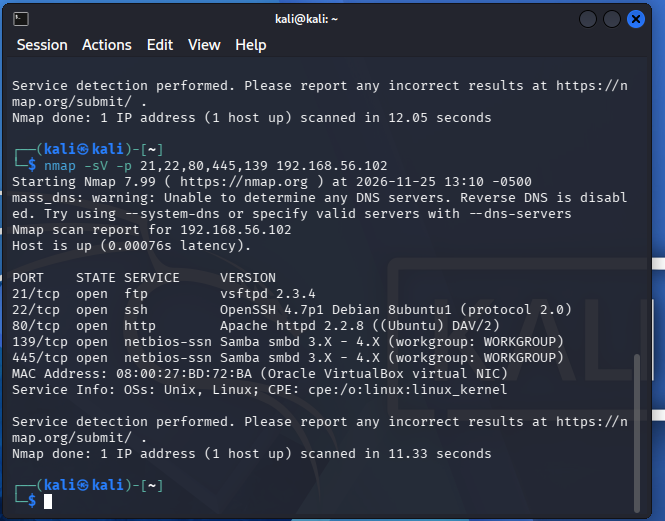 kali@kali: ~
Session Actions Edit View Help
Service detection performed. Please report any incorrect results at https://n
map.org/submit/ .
Nmap done: 1 IP address (1 host up) scanned in 12.05 seconds
┌──(kali㉿kali)-[~]
└─$ nmap -sV -p 21,22,80,445,139 192.168.56.102
Starting Nmap 7.99 ( https://nmap.org ) at 2026-11-25 13:10 -0500
mass_dns: warning: Unable to determine any DNS servers. Reverse DNS is disabl
ed. Try using --system-dns or specify valid servers with --dns-servers
Nmap scan report for 192.168.56.102
Host is up (0.00076s latency).
PORT    STATE SERVICE     VERSION
21/tcp  open  ftp         vsftpd 2.3.4
22/tcp  open  ssh         OpenSSH 4.7p1 Debian 8ubuntu1 (protocol 2.0)
80/tcp  open  http        Apache httpd 2.2.8 ((Ubuntu) DAV/2)
139/tcp open  netbios-ssn Samba smbd 3.X - 4.X (workgroup: WORKGROUP)
445/tcp open  netbios-ssn Samba smbd 3.X - 4.X (workgroup: WORKGROUP)
MAC Address: 08:00:27:BD:72:BA (Oracle VirtualBox virtual NIC)
Service Info: OSs: Unix, Linux; CPE: cpe:/o:linux:linux_kernel
Service detection performed. Please report any incorrect results at https://n
map.org/submit/ .
Nmap done: 1 IP address (1 host up) scanned in 11.33 seconds
┌──(kali㉿kali)-[~]
└─$
KALI